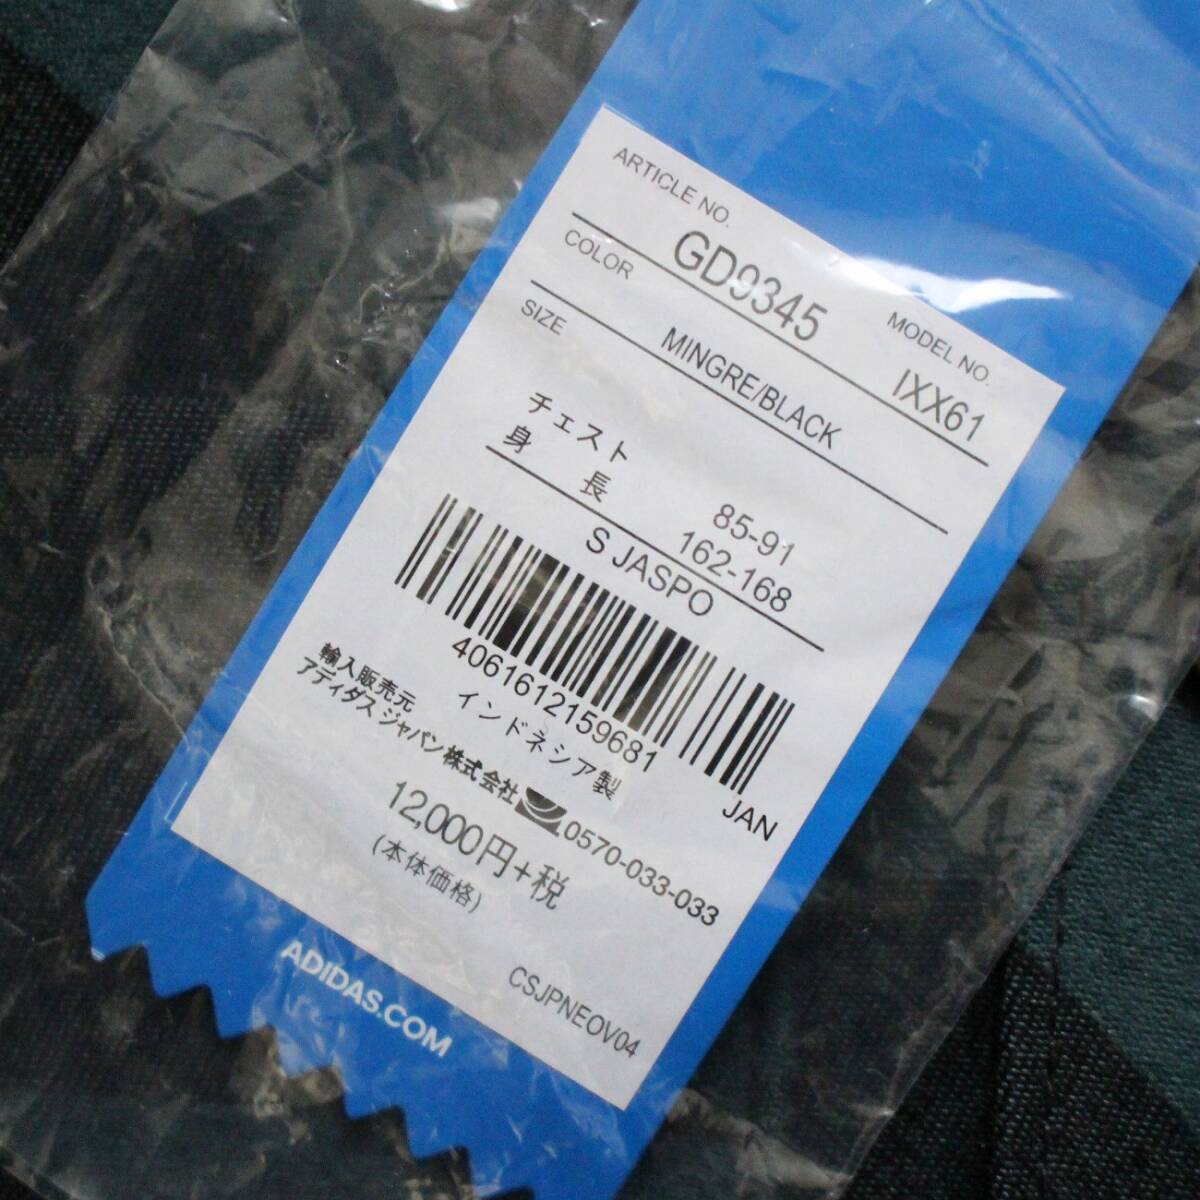 ARTICLE NO.
GD9345
MODEL NO.
IXX61
COLOR
MINGRE/BLACK
SIZE
チェスト 85-91
身長 162-168
S JASPO
4061612159681
JAN
インドネシア製
輸入販売元
アディダス ジャパン株式会社 0570-033-033
12,000円+税
(本体価格)
CSJPNEOV04
ADIDAS.COM